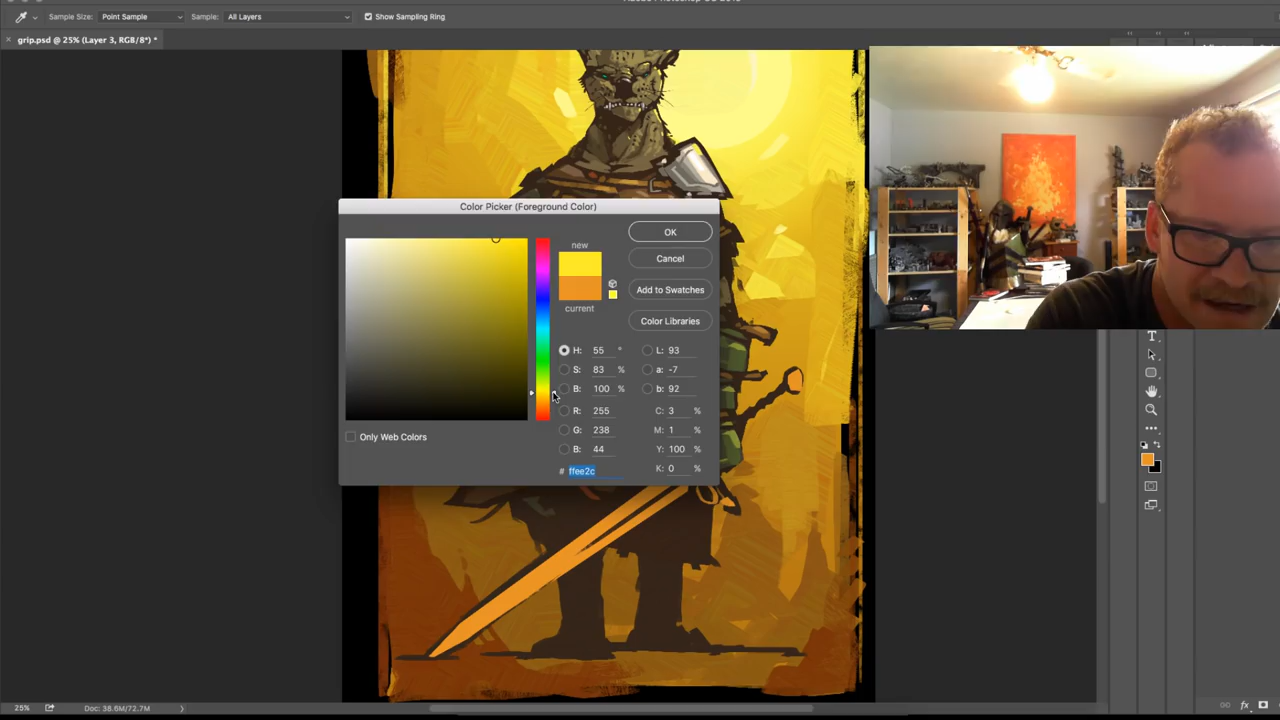 Sample Size: Point Sample Sample: All Layers Show Sampling Ring
× grip.psd @ 25% (Layer 3, RGB/8*) *
Color Picker (Foreground Color)
new
current
OK
Cancel
Add to Swatches
Color Libraries
H: 55 °
S: 83 %
B: 100 %
R: 255
G: 238
B: 44
# ffee2c
L: 93
a: -7
b: 92
C: 3 %
M: 1 %
Y: 100 %
K: 0 %
Only Web Colors
T
25% Doc: 38.6M/72.7M
fx